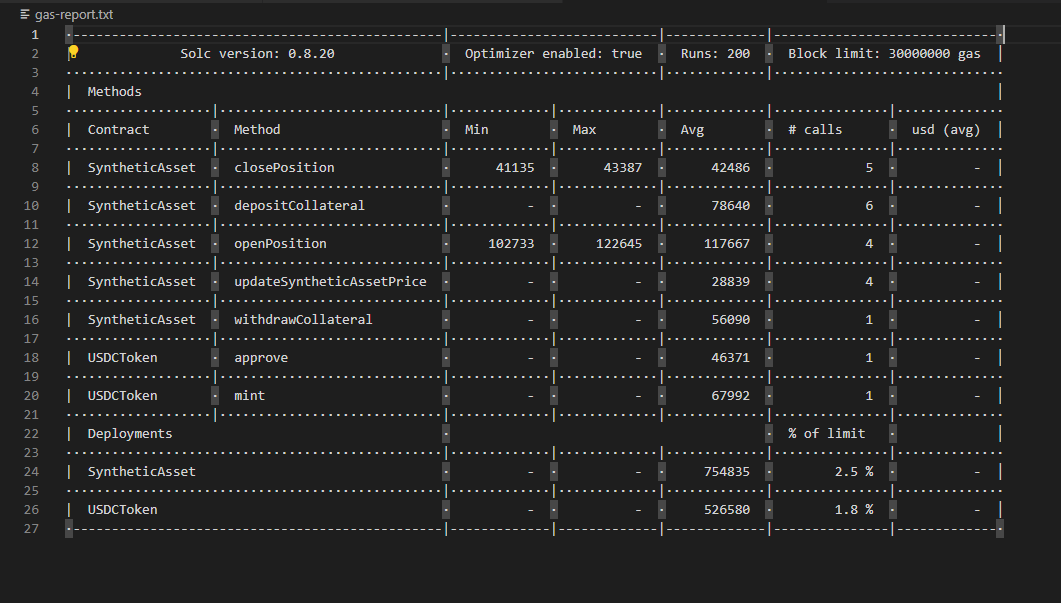 gas-report.txt
1 ·-----------------------------------------------|---------------------------|-------------|-----------------------------·
2 | Solc version: 0.8.20 · Optimizer enabled: true · Runs: 200 · Block limit: 30000000 gas |
3 ················································|···························|·············|······························
4 | Methods |
5 ···················|····························|·············|·············|·············|···············|··············
6 | Contract · Method · Min · Max · Avg · # calls · usd (avg) |
7 ···················|····························|·············|·············|·············|···············|··············
8 | SyntheticAsset · closePosition · 41135 · 43387 · 42486 · 5 · - |
9 ···················|····························|·············|·············|·············|···············|··············
10 | SyntheticAsset · depositCollateral · - · - · 78640 · 6 · - |
11 ···················|····························|·············|·············|·············|···············|··············
12 | SyntheticAsset · openPosition · 102733 · 122645 · 117667 · 4 · - |
13 ···················|····························|·············|·············|·············|···············|··············
14 | SyntheticAsset · updateSyntheticAssetPrice · - · - · 28839 · 4 · - |
15 ···················|····························|·············|·············|·············|···············|··············
16 | SyntheticAsset · withdrawCollateral · - · - · 56090 · 1 · - |
17 ···················|····························|·············|·············|·············|···············|··············
18 | USDCToken · approve · - · - · 46371 · 1 · - |
19 ···················|····························|·············|·············|·············|···············|··············
20 | USDCToken · mint · - · - · 67992 · 1 · - |
21 ···················|····························|·············|·············|·············|···············|··············
22 | Deployments · · % of limit · |
23 ················································|·············|·············|·············|···············|··············
24 | SyntheticAsset · - · - · 754835 · 2.5 % · - |
25 ················································|·············|·············|·············|···············|··············
26 | USDCToken · - · - · 526580 · 1.8 % · - |
27 ·-----------------------------------------------|-------------|-------------|-------------|---------------|-------------·